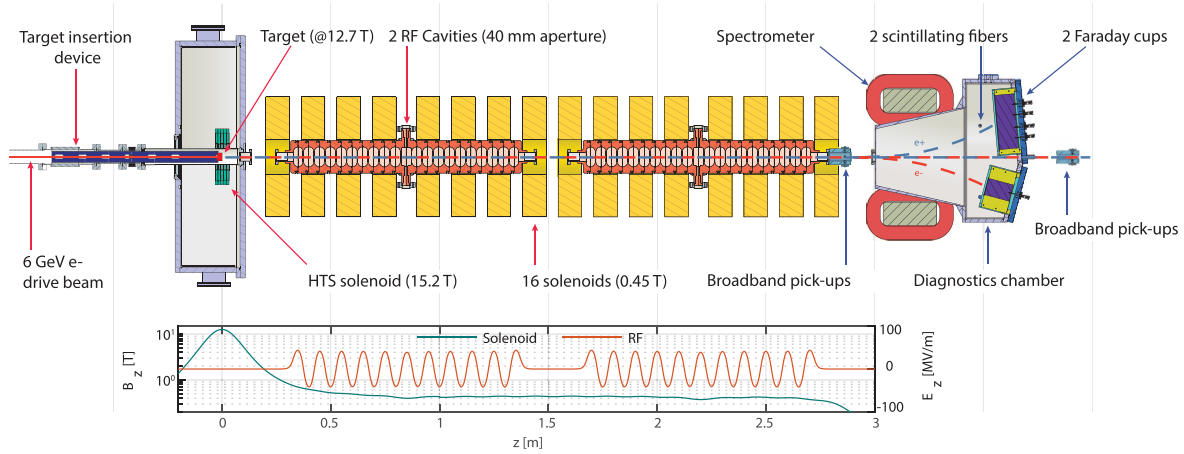 Target insertion
device
Target (@12.7 T)
2 RF Cavities (40 mm aperture)
Spectrometer
2 scintillating fibers
2 Faraday cups
e+
e-
6 GeV e-
drive beam
HTS solenoid (15.2 T)
16 solenoids (0.45 T)
Broadband pick-ups
Diagnostics chamber
Broadband pick-ups
Solenoid
RF
B z [T]
10¹
10⁰
100
0
-100
E z [MV/m]
0
0.5
1
1.5
2
2.5
3
z [m]